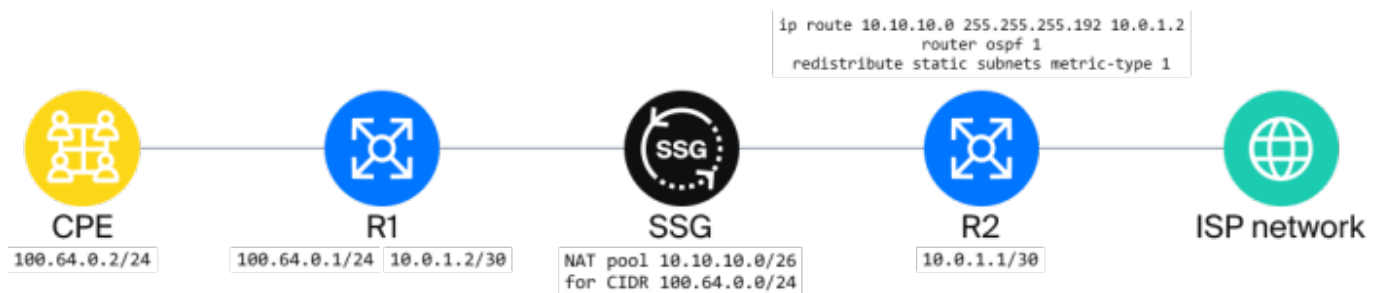 ip route 10.10.10.0 255.255.255.192 10.0.1.2
router ospf 1
redistribute static subnets metric-type 1
SSG
CPE
R1
SSG
R2
ISP network
100.64.0.2/24
100.64.0.1/24
10.0.1.2/30
NAT pool 10.10.10.0/26
for CIDR 100.64.0.0/24
10.0.1.1/30